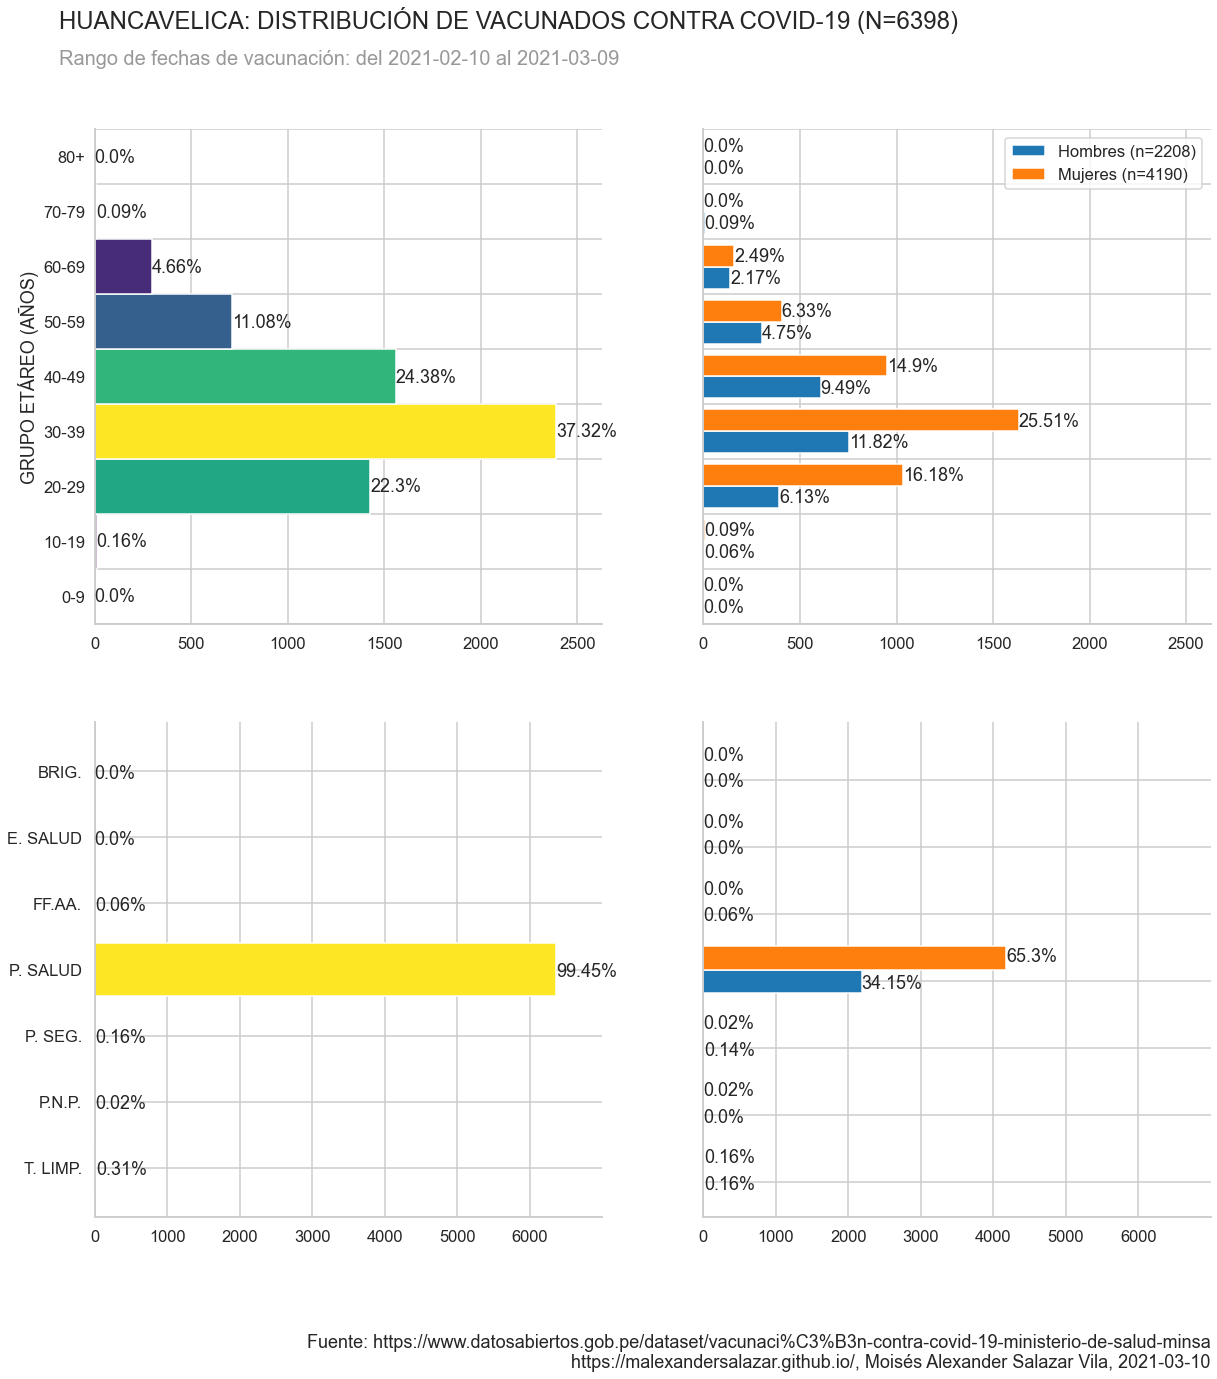 HUANCAVELICA: DISTRIBUCIÓN DE VACUNADOS CONTRA COVID-19 (N=6398)
Rango de fechas de vacunación: del 2021-02-10 al 2021-03-09
GRUPO ETÁREO (AÑOS)
80+ 0.0%
70-79 0.09%
60-69 4.66%
50-59 11.08%
40-49 24.38%
30-39 37.32%
20-29 22.3%
10-19 0.16%
0-9 0.0%
0 500 1000 1500 2000 2500
Hombres (n=2208)
Mujeres (n=4190)
0.0%
0.0%
0.0%
0.09%
2.49%
2.17%
6.33%
4.75%
14.9%
9.49%
25.51%
11.82%
16.18%
6.13%
0.09%
0.06%
0.0%
0.0%
0 500 1000 1500 2000 2500
BRIG. 0.0%
E. SALUD 0.0%
FF.AA. 0.06%
P. SALUD 99.45%
P. SEG. 0.16%
P.N.P. 0.02%
T. LIMP. 0.31%
0 1000 2000 3000 4000 5000 6000
0.0%
0.0%
0.0%
0.0%
0.0%
0.06%
65.3%
34.15%
0.02%
0.14%
0.02%
0.0%
0.16%
0.16%
0 1000 2000 3000 4000 5000 6000
Fuente: https://www.datosabiertos.gob.pe/dataset/vacunaci%C3%B3n-contra-covid-19-ministerio-de-salud-minsa
https://malexandersalazar.github.io/, Moisés Alexander Salazar Vila, 2021-03-10